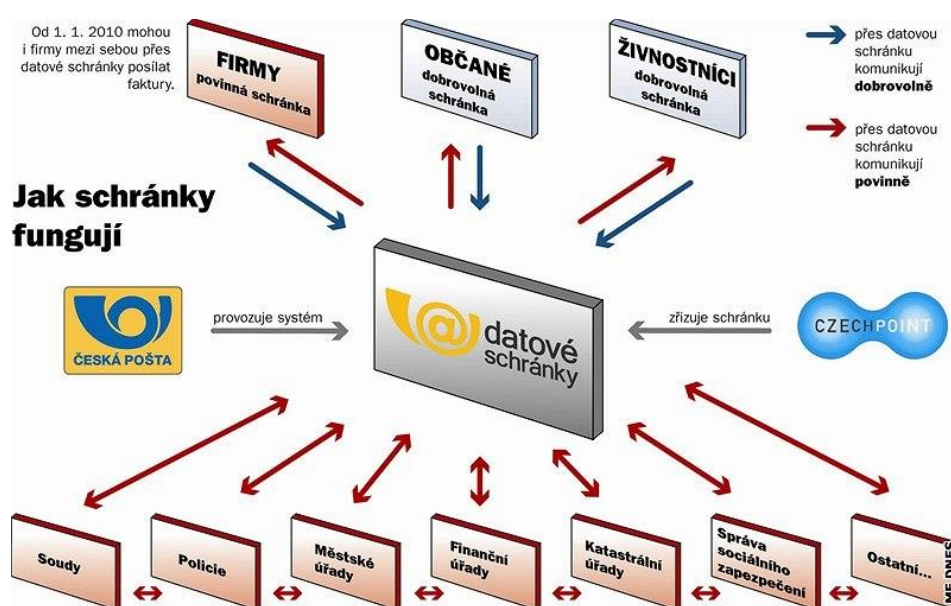 Od 1. 1. 2010 mohou
i firmy mezi sebou přes
datové schránky posílat
faktury.
FIRMY
povinná schránka
OBČANÉ
dobrovolná
schránka
ŽIVNOSTNÍCI
dobrovolná
schránka
přes datovou
schránku
komunikují
dobrovolně
přes datovou
schránku
komunikují
povinně
Jak schránky
fungují
ČESKÁ POŠTA
provozuje systém
@ datové
schránky
zřizuje schránku
CZECHPOINT
Soudy
Policie
Městské
úřady
Finanční
úřady
Katastrální
úřady
Správa
sociálního
zapezpečení
Ostatní...